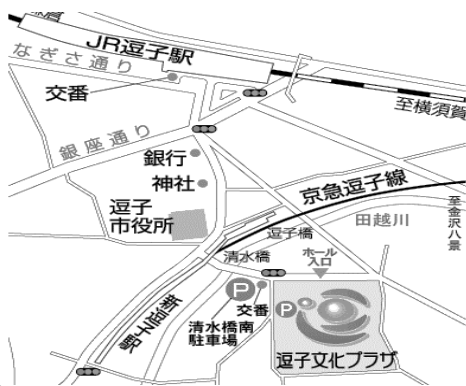 JR逗子駅
なぎさ通り
交番
至横須賀
銀座通り
銀行
神社
京急逗子線
逗子
市役所
田越川
至金沢八景
逗子橋
清水橋
ホール
入口
新逗子駅
P
交番
P
清水橋南
駐車場
逗子文化プラザ